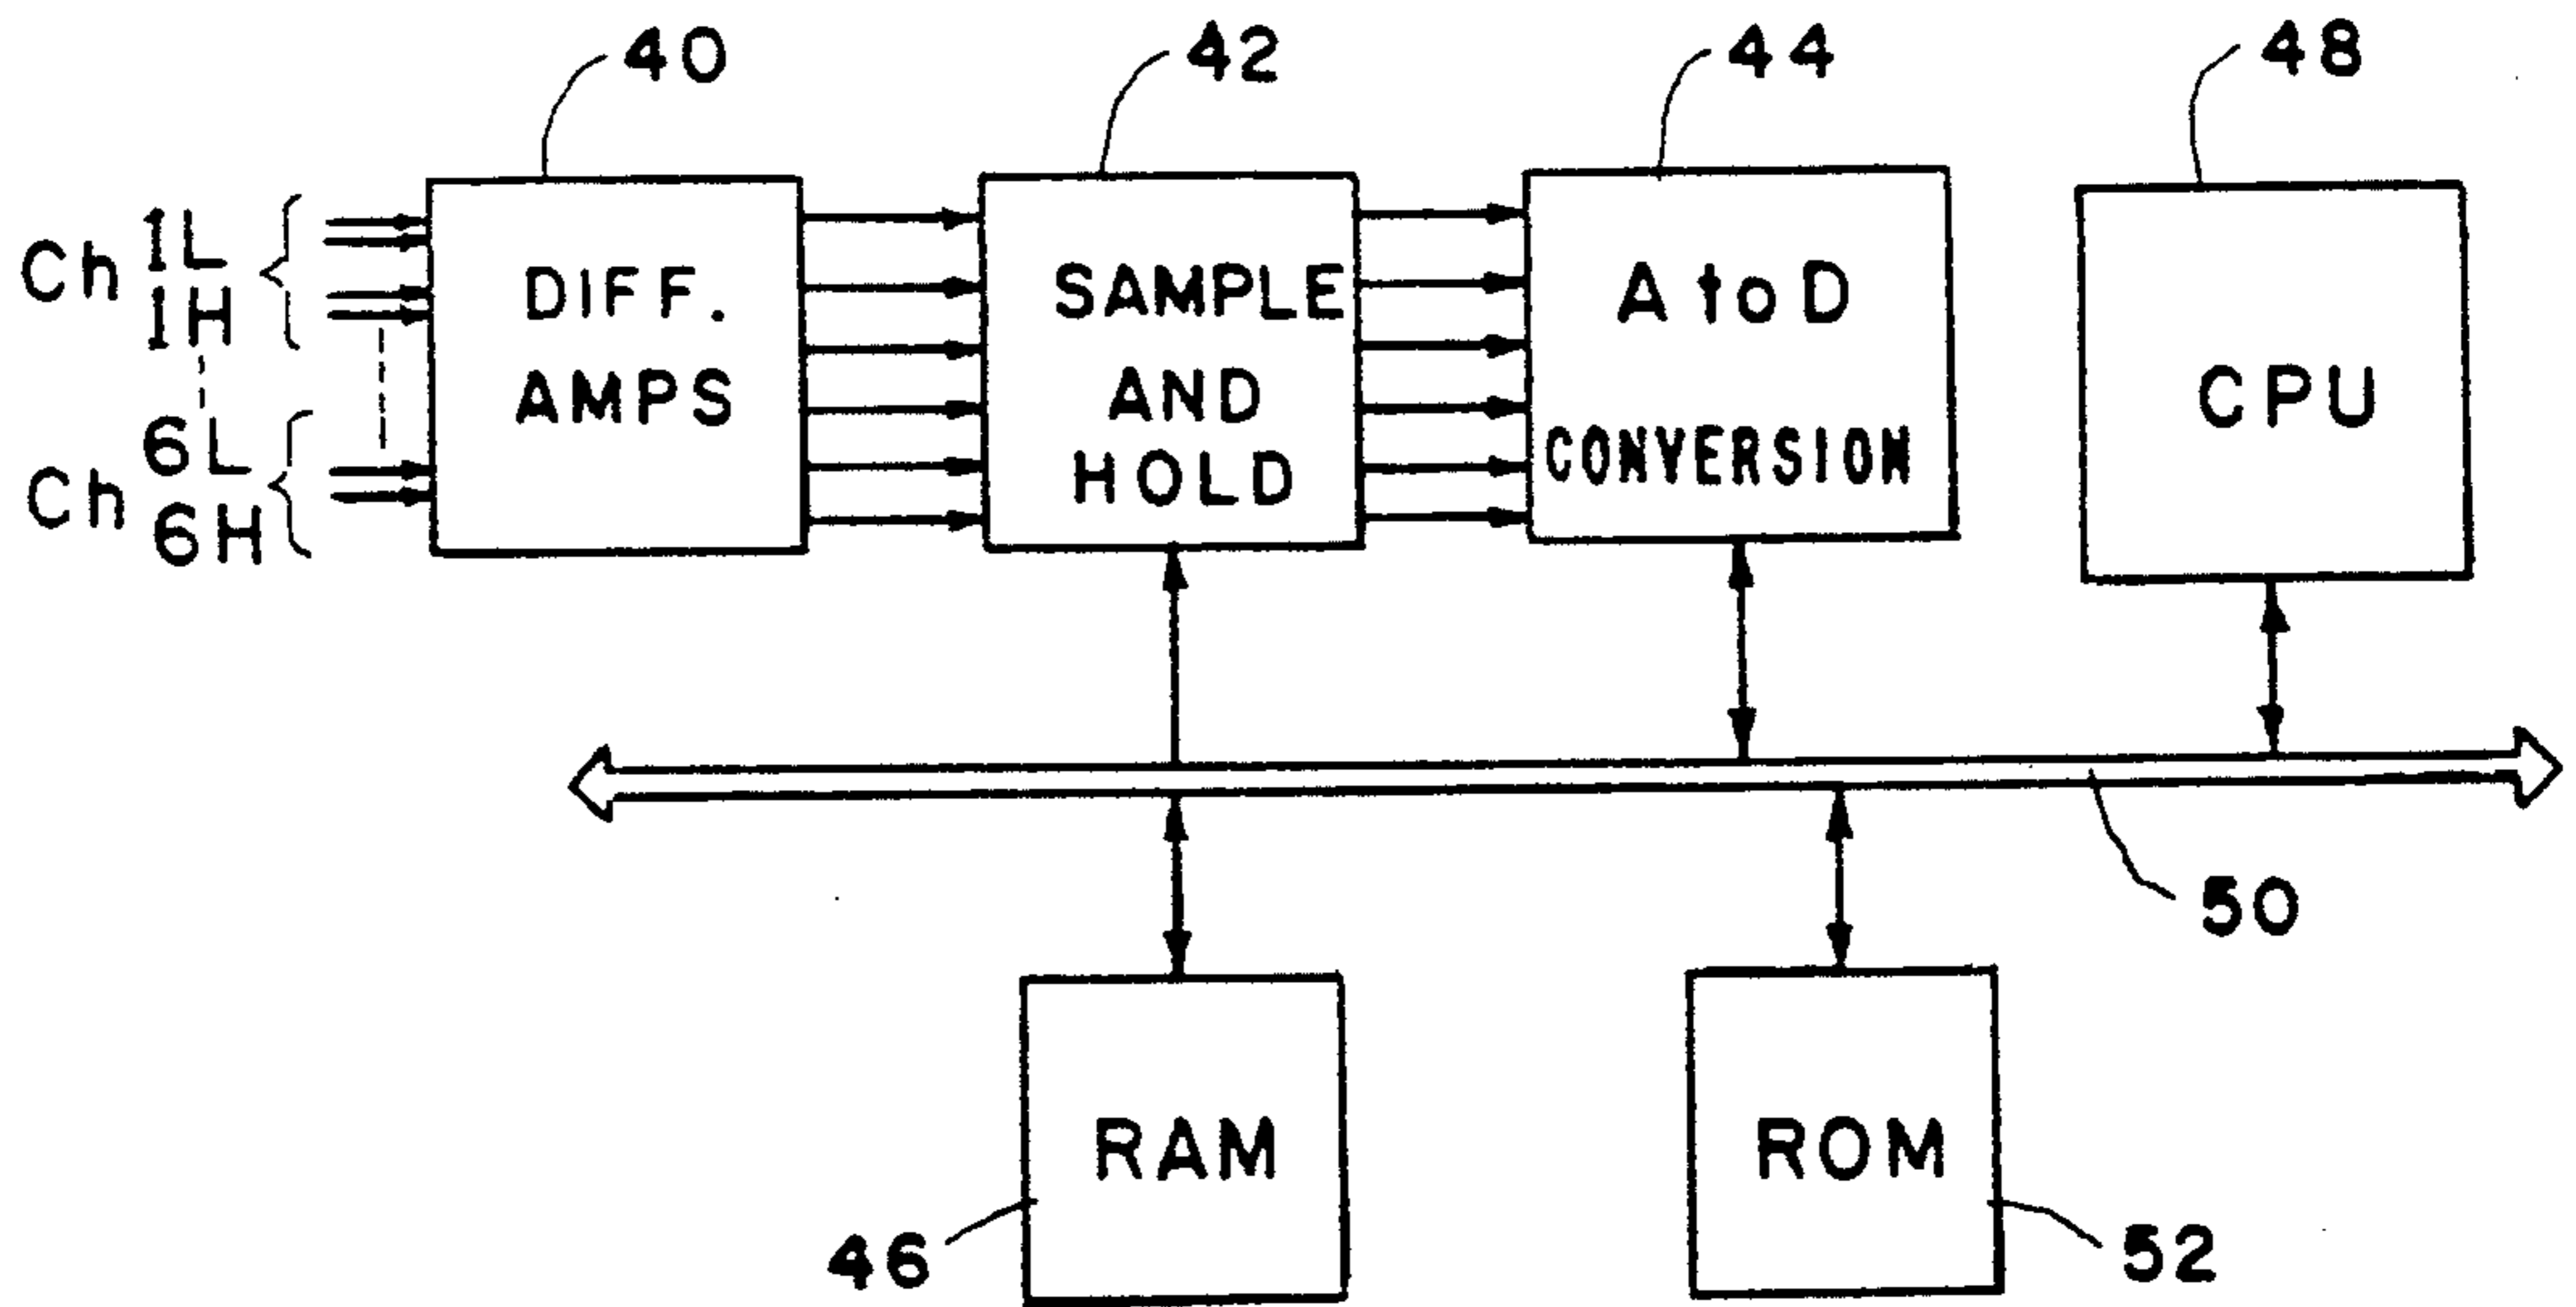 40
42
44
48
Ch 1L
1H
Ch 6L
6H
DIFF.
AMPS
SAMPLE
AND
HOLD
A to D
CONVERSION
CPU
50
RAM
46
ROM
52